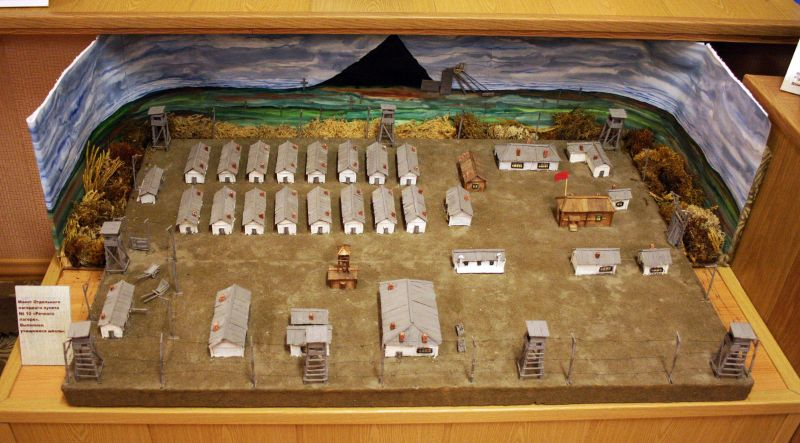 Макет Отдельного
лагерного пункта
№ 10 «Речного
лагеря».
Выполнен
учащимися школы